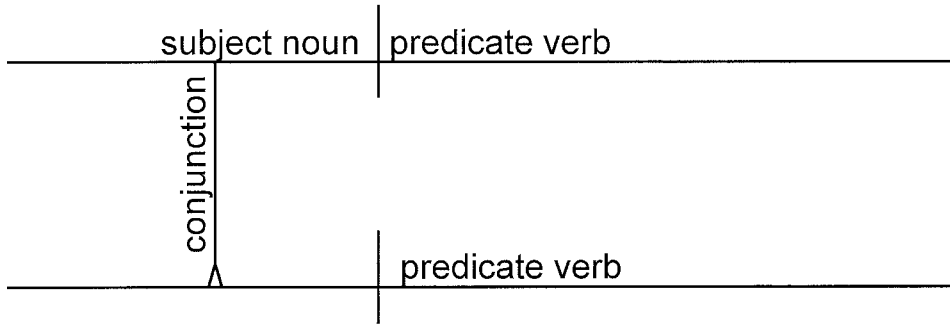 subject noun predicate verb
conjunction
predicate verb